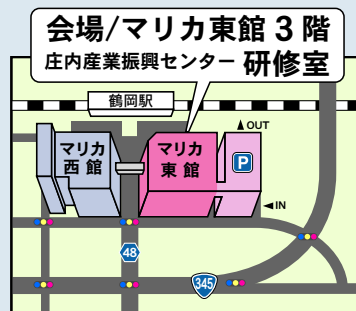 会場/マリカ東館3階
庄内産業振興センター 研修室
鶴岡駅
OUT
マリカ
西館
マリカ
東館
P
IN
48
345